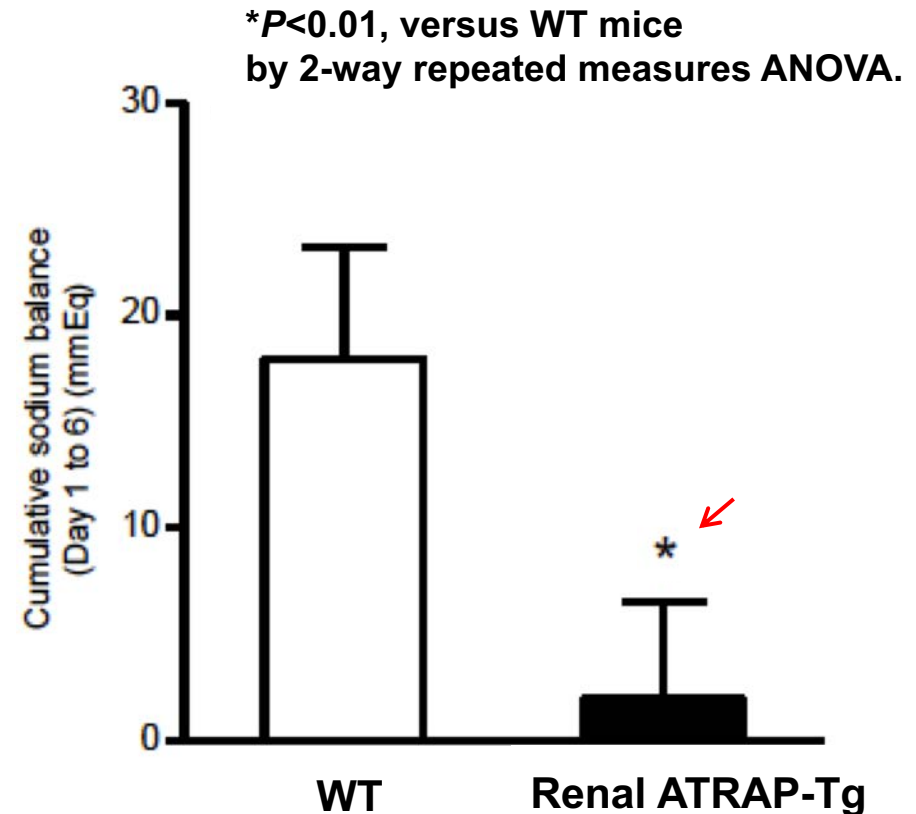 *P<0.01, versus WT mice
by 2-way repeated measures ANOVA.
Cumulative sodium balance
(Day 1 to 6) (mmEq)
30
20
10
0
*
WT
Renal ATRAP-Tg